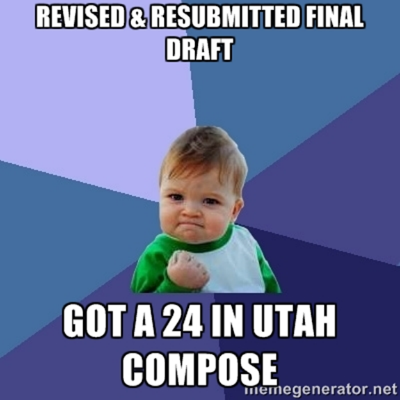 REVISED & RESUBMITTED FINAL
DRAFT
GOT A 24 IN UTAH
COMPOSE
memegenerator.net